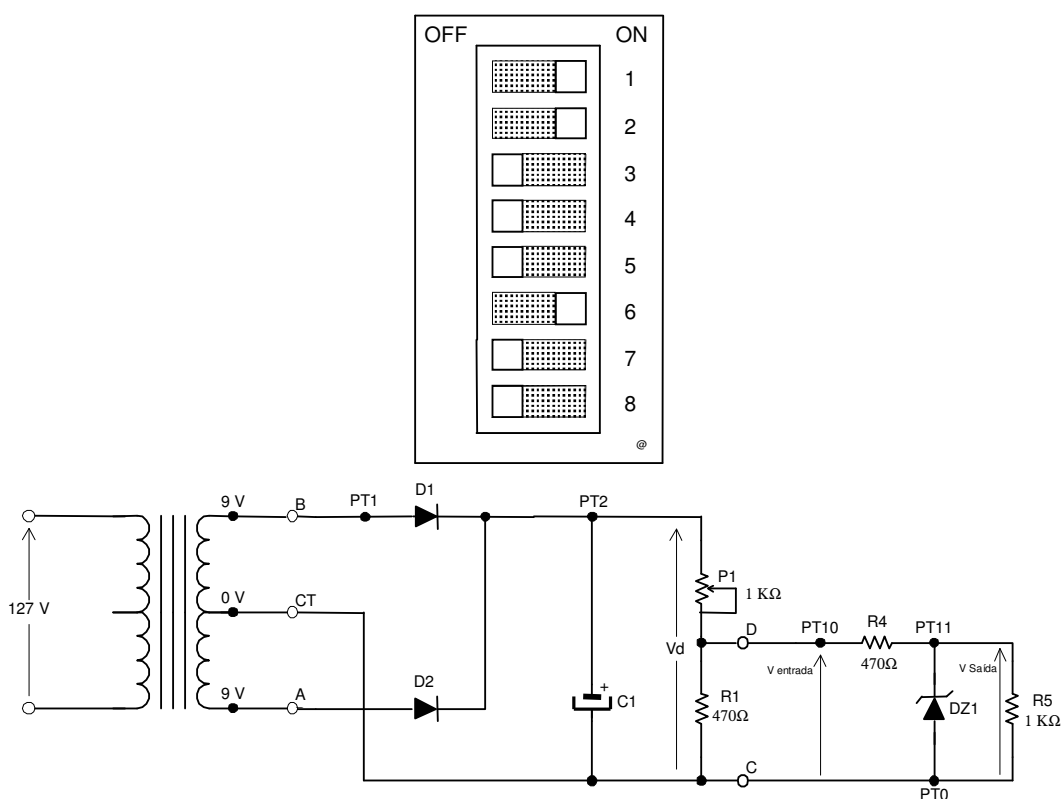 OFF ON
1
2
3
4
5
6
7
8
@
9 V B PT1 D1 PT2
127 V
0 V CT
P1
1 KΩ
D PT10 R4 PT11
470Ω
Vd
V entrada
V Saída
9 V A D2
+
C1
R1
470Ω
DZ1
R5
1 KΩ
C
PT0